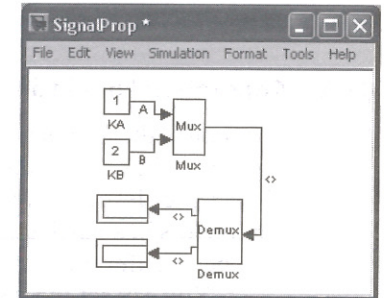 SignalProp *
File Edit View Simulation Format Tools Help
1
A
KA
Mux
2
B
KB
Mux
<>
<>
Demux
<>
Demux